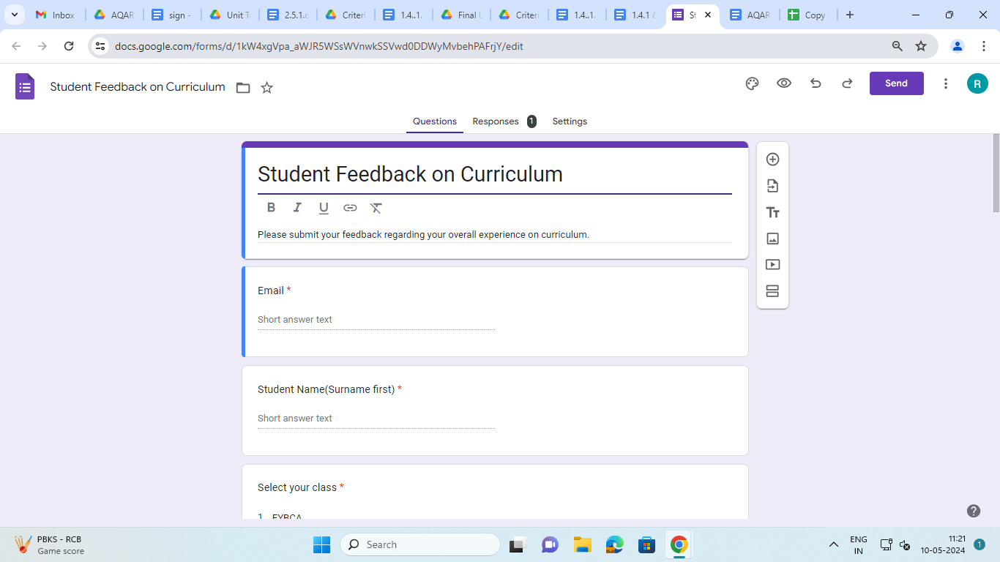 Inbox
AQAR
sign -
Unit T
2.5.1.
Criteri
1.4..1.
Final
Criteri
1.4..1.
1.4.1
St
AQAR
Copy
docs.google.com/forms/d/1kW4xgVpa_aWJR5WSsWVnwkSSVwd0DDWyMvbehPAFrjY/edit
Student Feedback on Curriculum
Send
R
Questions
Responses 1
Settings
Student Feedback on Curriculum
B I U
Please submit your feedback regarding your overall experience on curriculum.
Tт
Email *
Short answer text
Student Name(Surname first) *
Short answer text
Select your class *
1. FYBCA
PBKS - RCB
Game score
Search
ENG
IN
11:21
10-05-2024
1